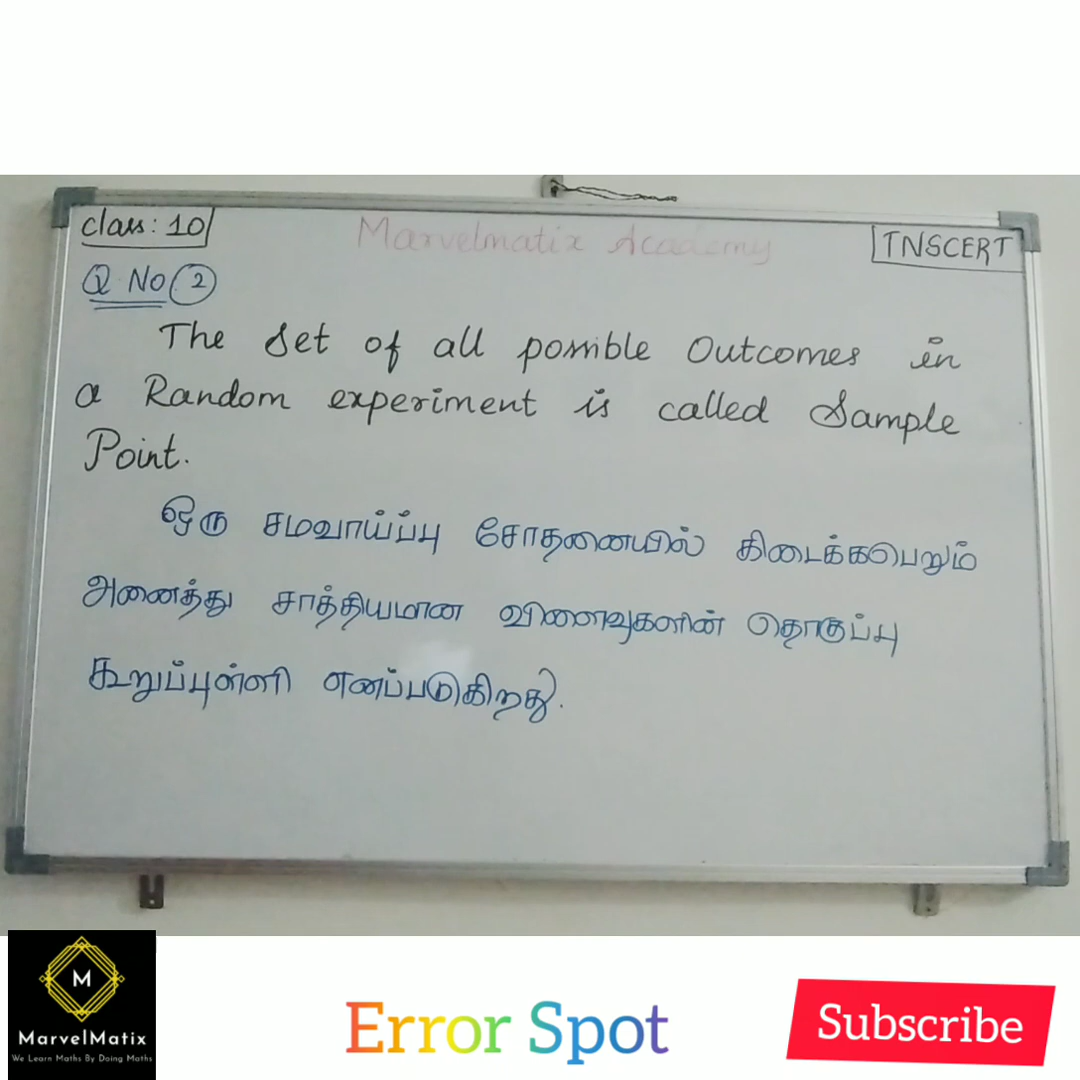 Class: 10
Marvelmatix Academy
TNSCERT
Q. No 2
The Set of all possible Outcomes in
a Random experiment is called Sample
Point.
ஒரு சமவாய்ப்பு சோதனையில் கிடைக்கபெறும்
அனைத்து சாத்தியமான விளைவுகளின் தொகுப்பு
கூறுப்புள்ளி எனப்படுகிறது.
M
MarvelMatix
We Learn Maths By Doing Maths
Error Spot
Subscribe